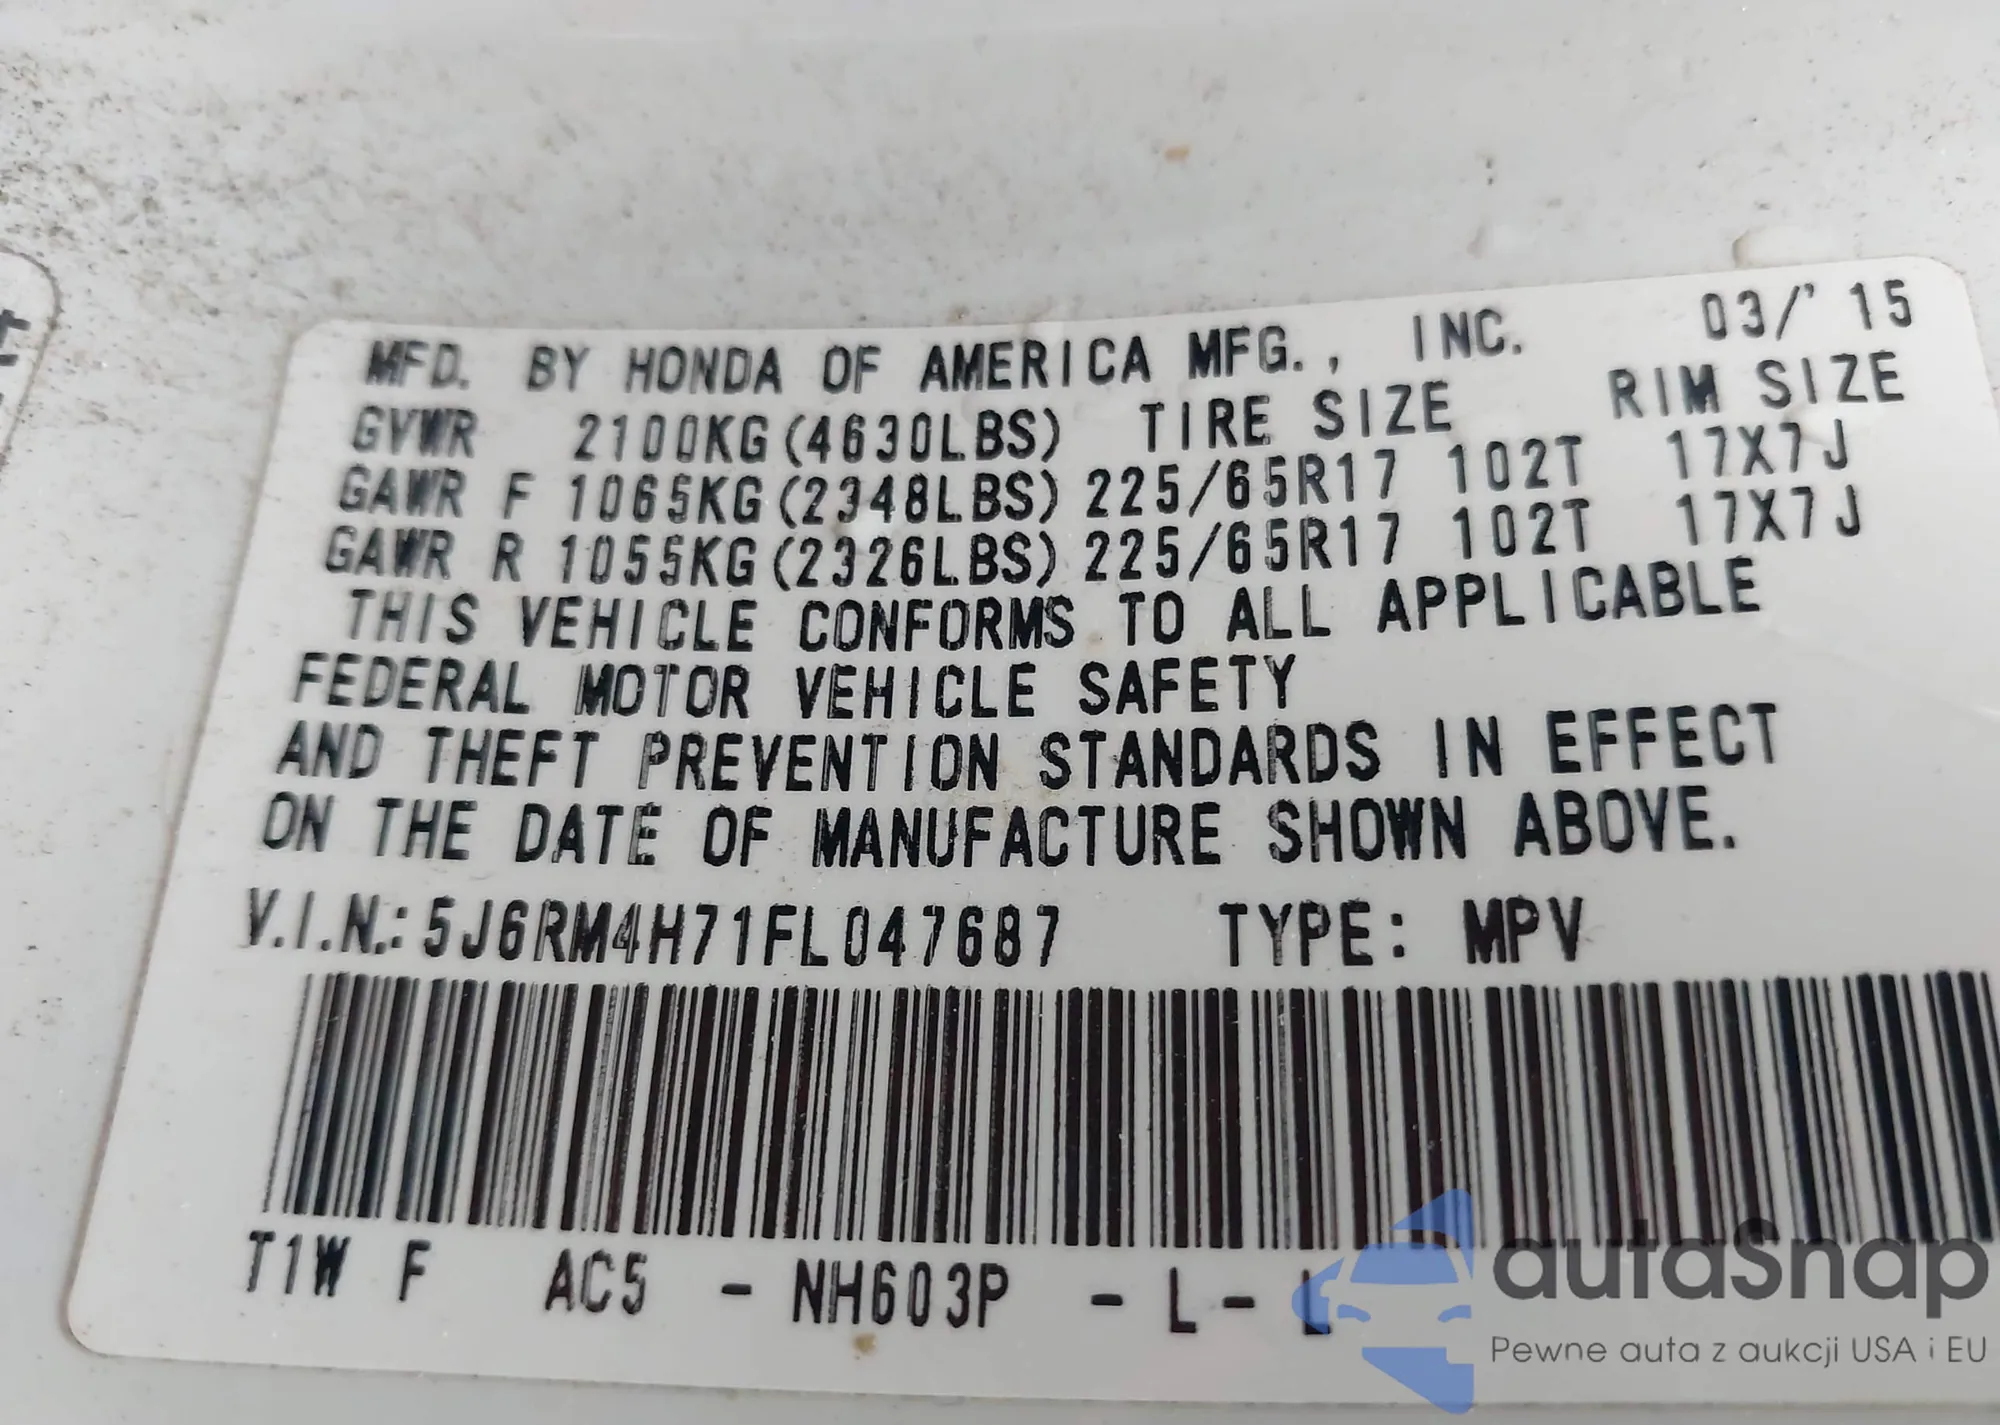 MFD. BY HONDA OF AMERICA MFG., INC. 03/'15
GVWR 2100KG(4630LBS) TIRE SIZE RIM SIZE
GAWR F 1065KG(2348LBS) 225/65R17 102T 17X7J
GAWR R 1055KG(2326LBS) 225/65R17 102T 17X7J
THIS VEHICLE CONFORMS TO ALL APPLICABLE
FEDERAL MOTOR VEHICLE SAFETY
AND THEFT PREVENTION STANDARDS IN EFFECT
ON THE DATE OF MANUFACTURE SHOWN ABOVE.
V.I.N.: 5J6RM4H71FL047687 TYPE: MPV
T1W F AC5 - NH603P - L - L
autaSnap
Pewne auta z aukcji USA i EU